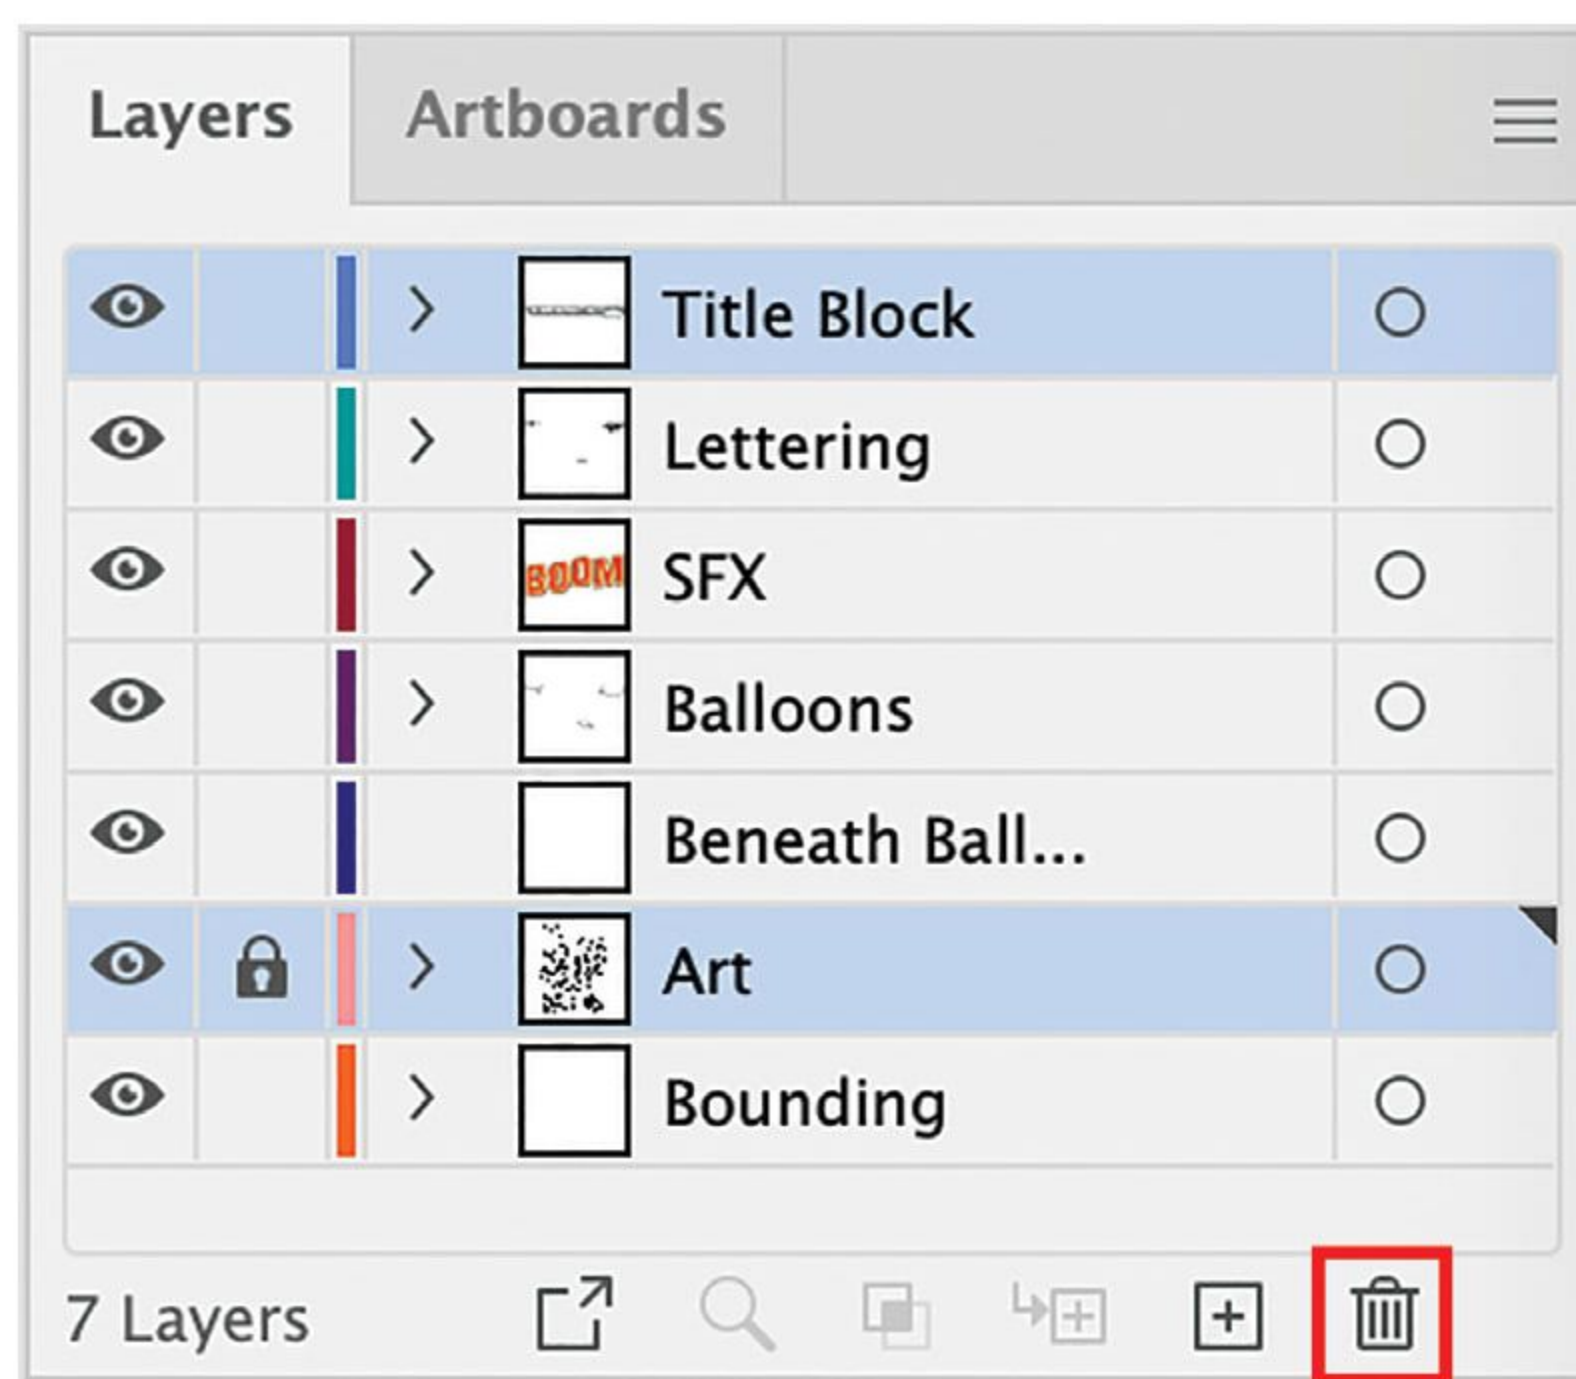 Layers
Artboards
Title Block
Lettering
BOOM
SFX
Balloons
Beneath Ball...
Art
Bounding
7 Layers